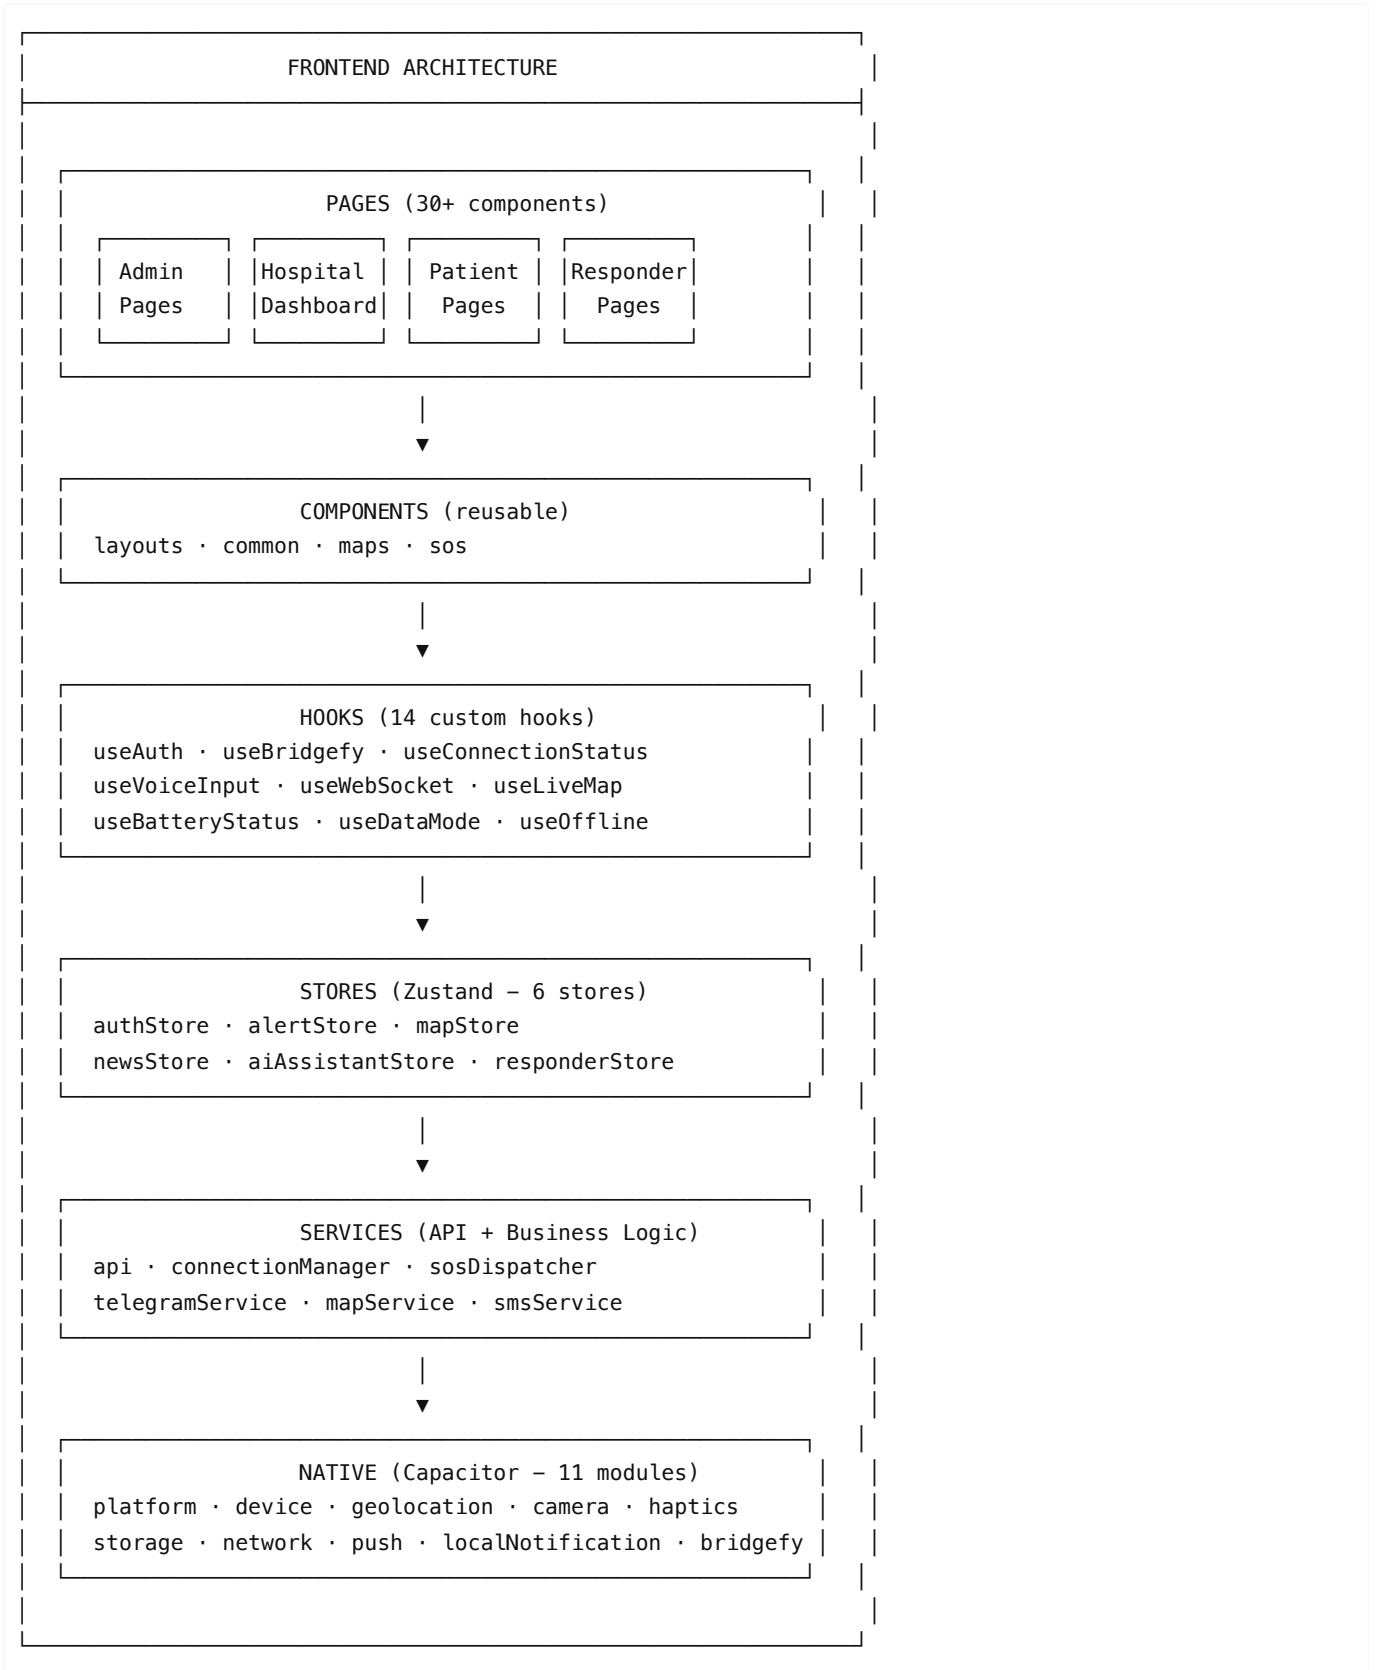 FRONTEND ARCHITECTURE
PAGES (30+ components)
Admin Hospital Patient Responder
Pages Dashboard Pages Pages
COMPONENTS (reusable)
layouts · common · maps · sos
HOOKS (14 custom hooks)
useAuth · useBridgefy · useConnectionStatus
useVoiceInput · useWebSocket · useLiveMap
useBatteryStatus · useDataMode · useOffline
STORES (Zustand – 6 stores)
authStore · alertStore · mapStore
newsStore · aiAssistantStore · responderStore
SERVICES (API + Business Logic)
api · connectionManager · sosDispatcher
telegramService · mapService · smsService
NATIVE (Capacitor – 11 modules)
platform · device · geolocation · camera · haptics
storage · network · push · localNotification · bridgefy